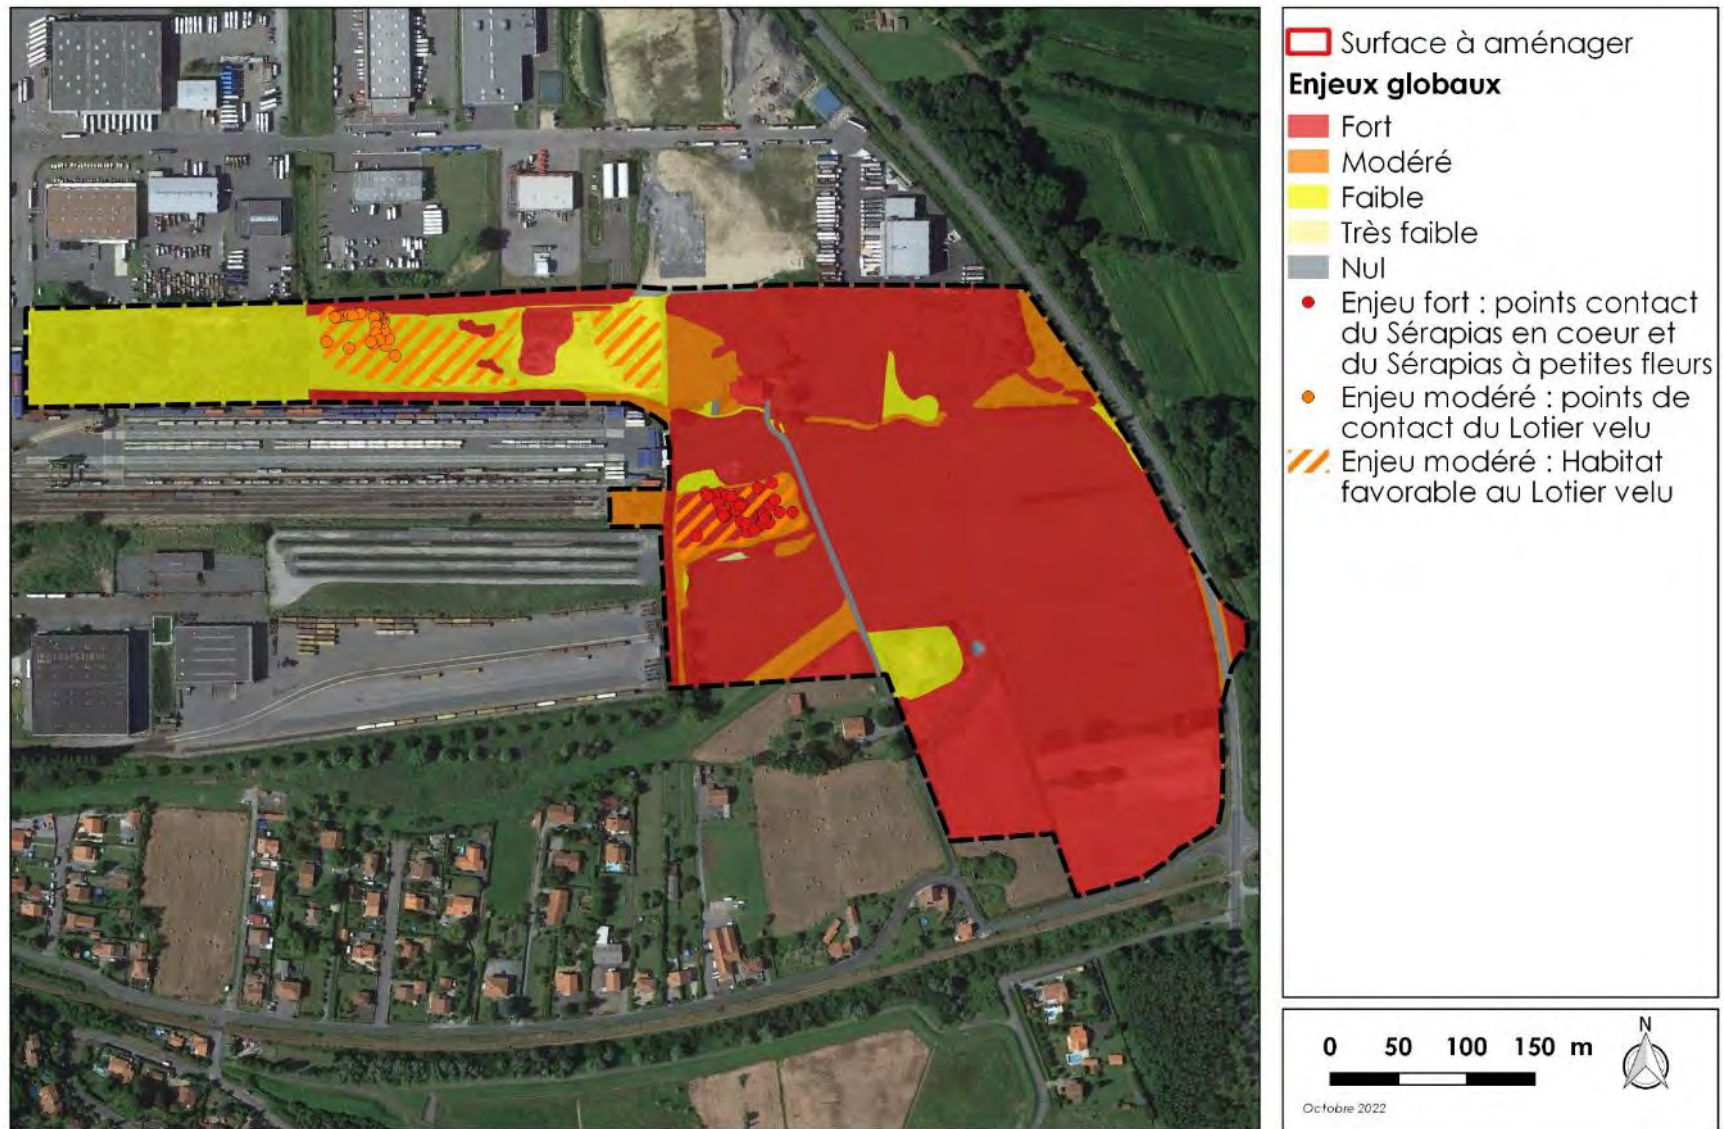 Surface à aménager
Enjeux globaux
Fort
Modéré
Faible
Très faible
Nul
Enjeu fort : points contact
du Sérapias en coeur et
du Sérapias à petites fleurs
Enjeu modéré : points de
contact du Lotier velu
Enjeu modéré : Habitat
favorable au Lotier velu
0 50 100 150 m
N
Octobre 2022